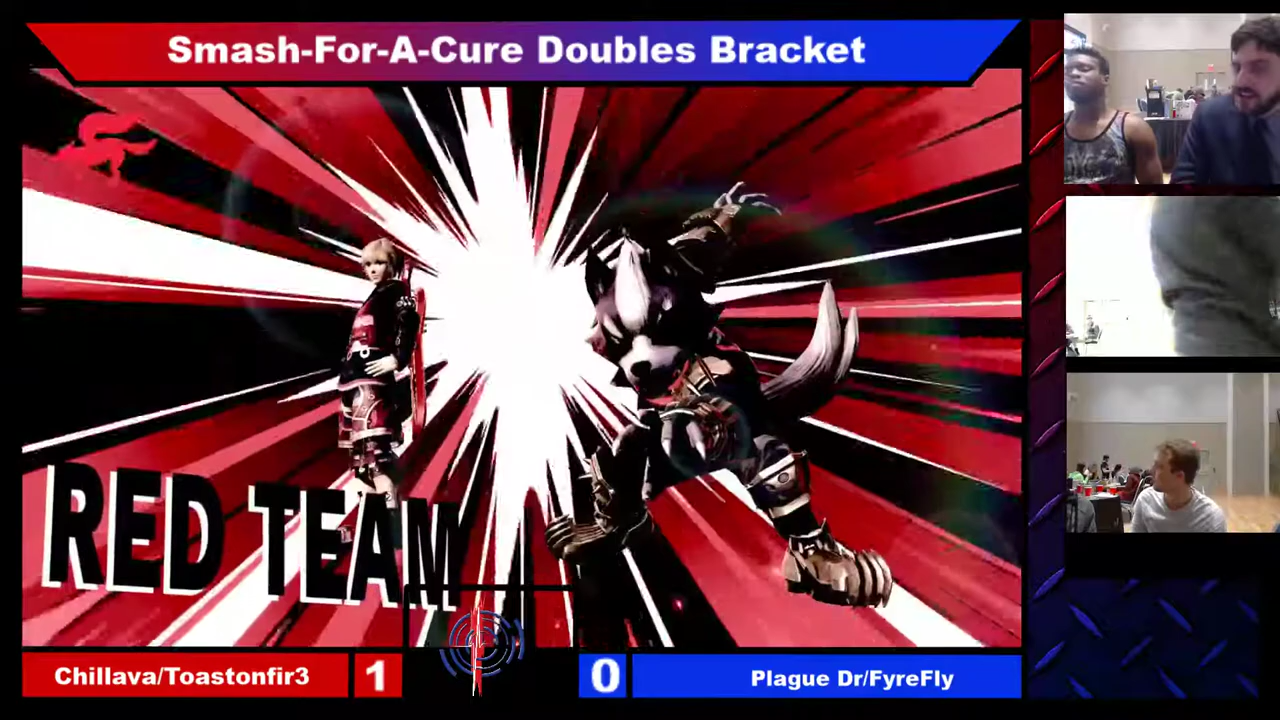 Smash-For-A-Cure Doubles Bracket
RED TEAM
Chillava/Toastonfir3 1 0 Plague Dr/FyreFly